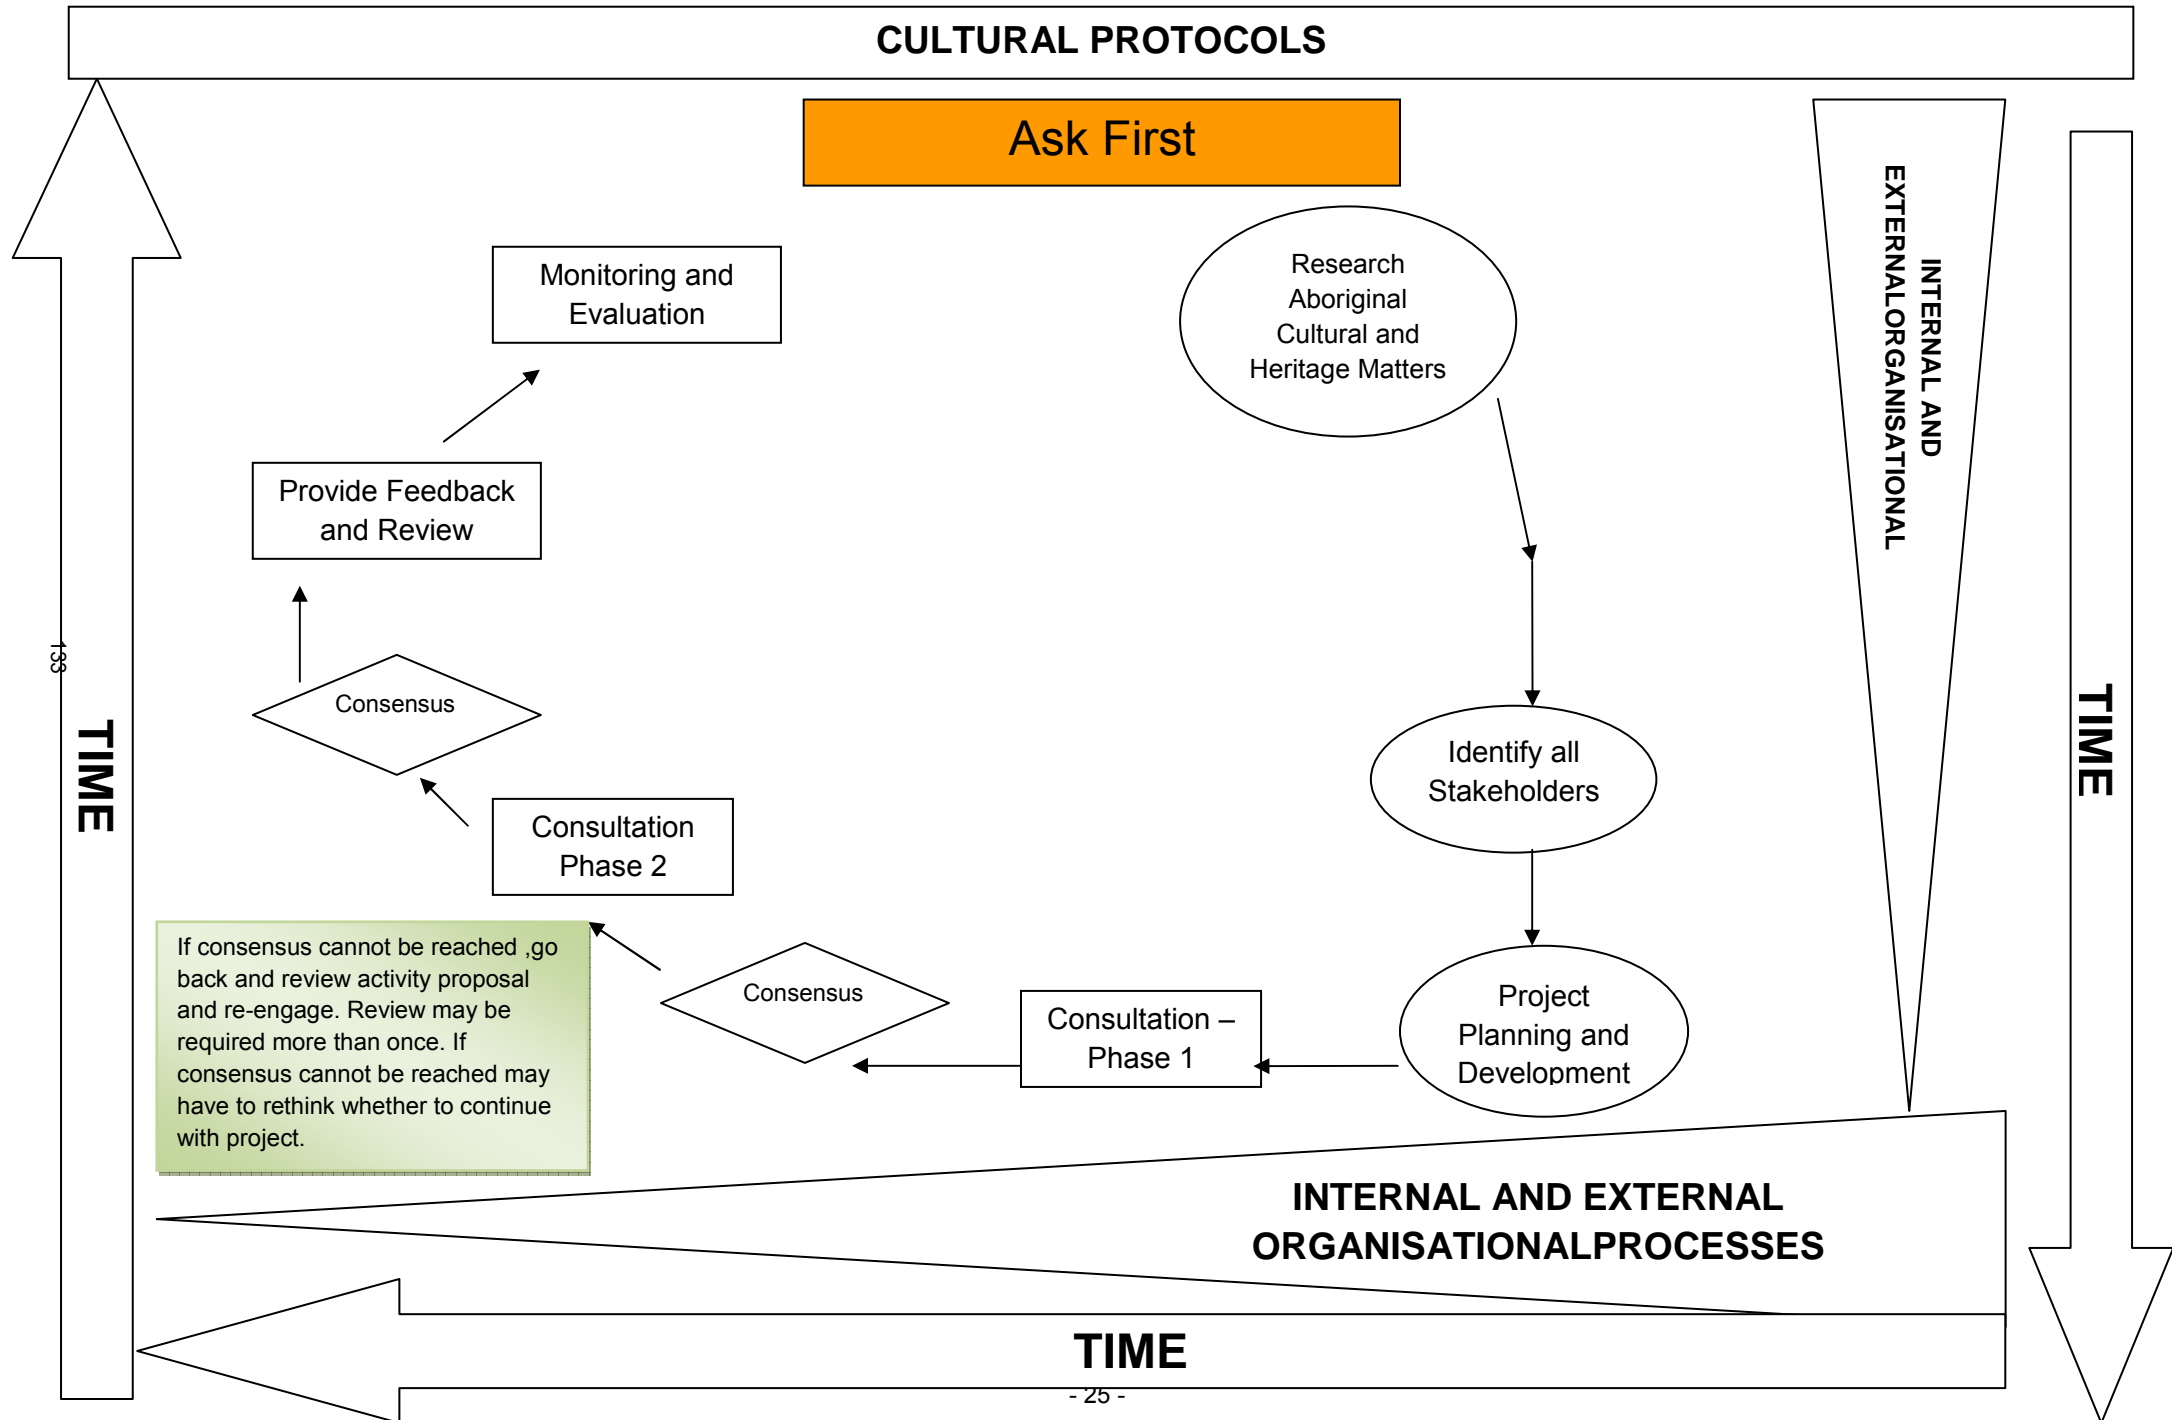 CULTURAL PROTOCOLS
Ask First
Research
Aboriginal
Cultural and
Heritage Matters
INTERNAL AND
EXTERNALORGANISATIONAL
Monitoring and
Evaluation
Provide Feedback
and Review
133
TIME
TIME
Consensus
Identify all
Stakeholders
Consultation
Phase 2
If consensus cannot be reached ,go
back and review activity proposal
and re-engage. Review may be
required more than once. If
consensus cannot be reached may
have to rethink whether to continue
with project.
Consensus
Consultation –
Phase 1
Project
Planning and
Development
INTERNAL AND EXTERNAL
ORGANISATIONALPROCESSES
TIME
- 25 -